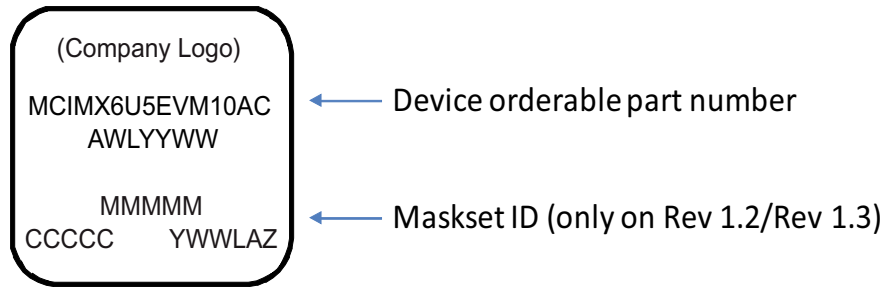 (Company Logo)
MCIMX6U5EVM10AC
AWLYYWW
Device orderable part number
MMMMM
CCCCC YWWLAZ
Maskset ID (only on Rev 1.2/Rev 1.3)